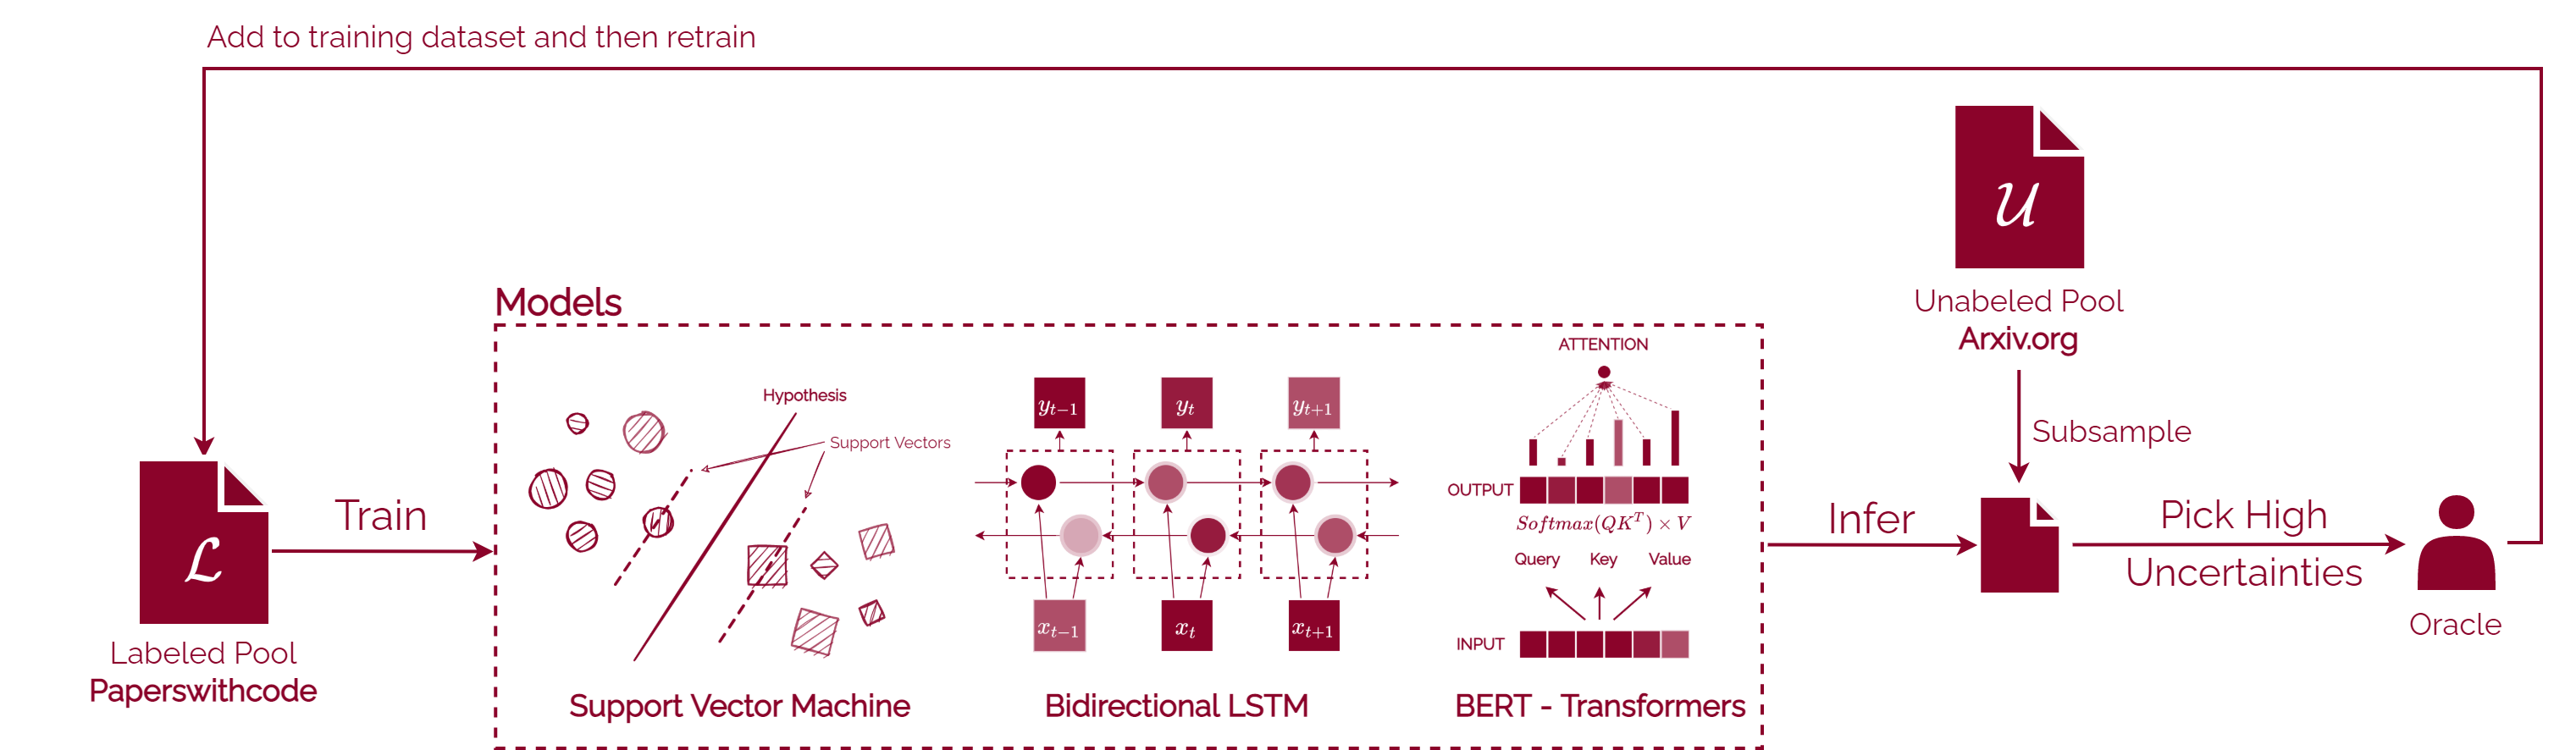 Add to training dataset and then retrain
𝓤
Unabeled Pool
Arxiv.org
Subsample
Models
ATTENTION
Hypothesis
Support Vectors
y_{t-1}
y_t
y_{t+1}
OUTPUT
Softmax(QK^T) × V
Query Key Value
x_{t-1}
x_t
x_{t+1}
INPUT
Support Vector Machine
Bidirectional LSTM
BERT - Transformers
Train
𝓛
Labeled Pool
Paperswithcode
Infer
Pick High
Uncertainties
Oracle